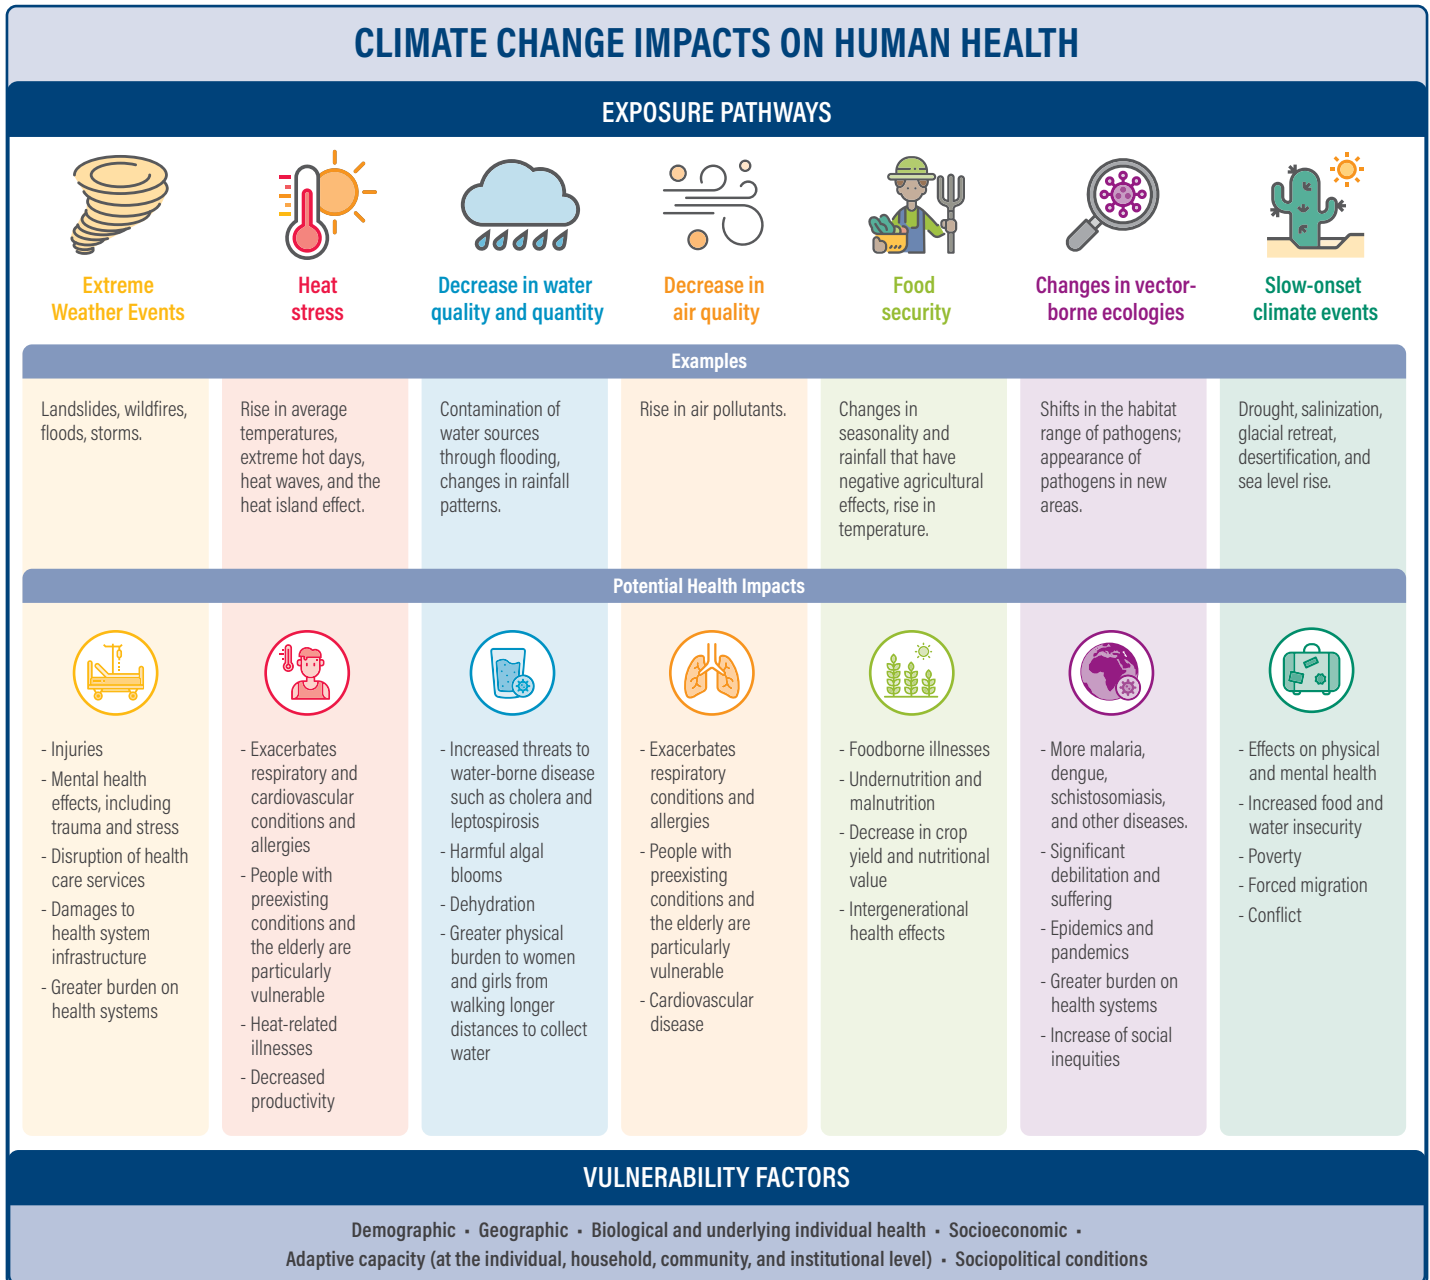 CLIMATE CHANGE IMPACTS ON HUMAN HEALTH
EXPOSURE PATHWAYS
Extreme
Weather Events
Heat
stress
Decrease in water
quality and quantity
Decrease in
air quality
Food
security
Changes in vector-
borne ecologies
Slow-onset
climate events
Examples
Landslides, wildfires,
floods, storms.
Rise in average
temperatures,
extreme hot days,
heat waves, and the
heat island effect.
Contamination of
water sources
through flooding,
changes in rainfall
patterns.
Rise in air pollutants.
Changes in
seasonality and
rainfall that have
negative agricultural
effects, rise in
temperature.
Shifts in the habitat
range of pathogens;
appearance of
pathogens in new
areas.
Drought, salinization,
glacial retreat,
desertification, and
sea level rise.
Potential Health Impacts
- Injuries
- Mental health
effects, including
trauma and stress
- Disruption of health
care services
- Damages to
health system
infrastructure
- Greater burden on
health systems
- Exacerbates
respiratory and
cardiovascular
conditions and
allergies
- People with
preexisting
conditions and
the elderly are
particularly
vulnerable
- Heat-related
illnesses
- Decreased
productivity
- Increased threats to
water-borne disease
such as cholera and
leptospirosis
- Harmful algal
blooms
- Dehydration
- Greater physical
burden to women
and girls from
walking longer
distances to collect
water
- Exacerbates
respiratory
conditions and
allergies
- People with
preexisting
conditions and
the elderly are
particularly
vulnerable
- Cardiovascular
disease
- Foodborne illnesses
- Undernutrition and
malnutrition
- Decrease in crop
yield and nutritional
value
- Intergenerational
health effects
- More malaria,
dengue,
schistosomiasis,
and other diseases.
- Significant
debilitation and
suffering
- Epidemics and
pandemics
- Greater burden on
health systems
- Increase of social
inequities
- Effects on physical
and mental health
- Increased food and
water insecurity
- Poverty
- Forced migration
- Conflict
VULNERABILITY FACTORS
Demographic · Geographic · Biological and underlying individual health · Socioeconomic ·
Adaptive capacity (at the individual, household, community, and institutional level) · Sociopolitical conditions